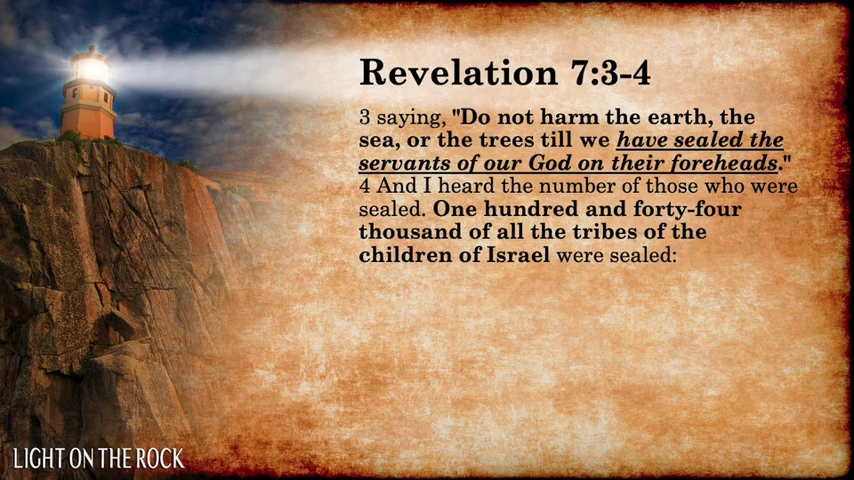 Revelation 7:3-4
3 saying, "Do not harm the earth, the
sea, or the trees till we have sealed the
servants of our God on their foreheads."
4 And I heard the number of those who were
sealed. One hundred and forty-four
thousand of all the tribes of the
children of Israel were sealed:
LIGHT ON THE ROCK